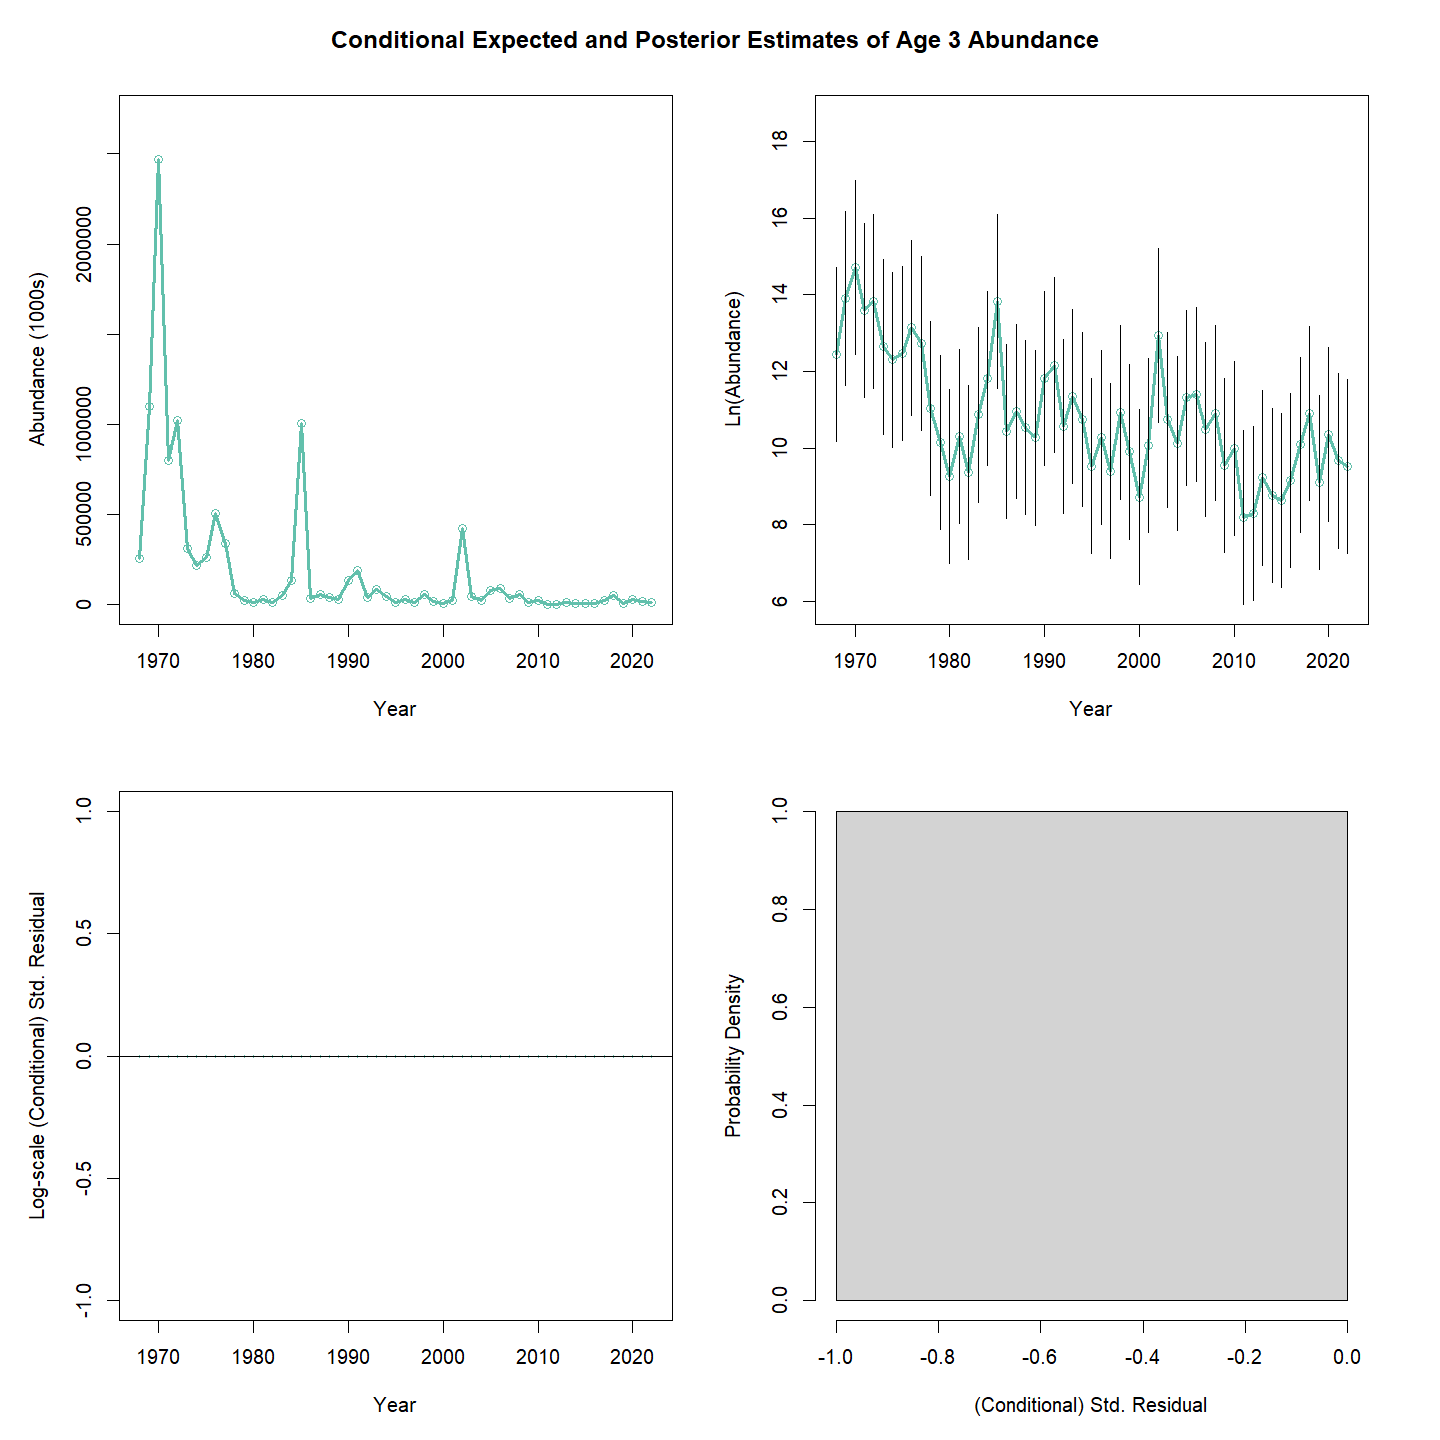 Conditional Expected and Posterior Estimates of Age 3 Abundance
Abundance (1000s)
0
500000
1000000
2000000
1970 1980 1990 2000 2010 2020
Year
Ln(Abundance)
6
8
10
12
14
16
18
1970 1980 1990 2000 2010 2020
Year
Log-scale (Conditional) Std. Residual
-1.0
-0.5
0.0
0.5
1.0
1970 1980 1990 2000 2010 2020
Year
Probability Density
0.0
0.2
0.4
0.6
0.8
1.0
-1.0 -0.8 -0.6 -0.4 -0.2 0.0
(Conditional) Std. Residual